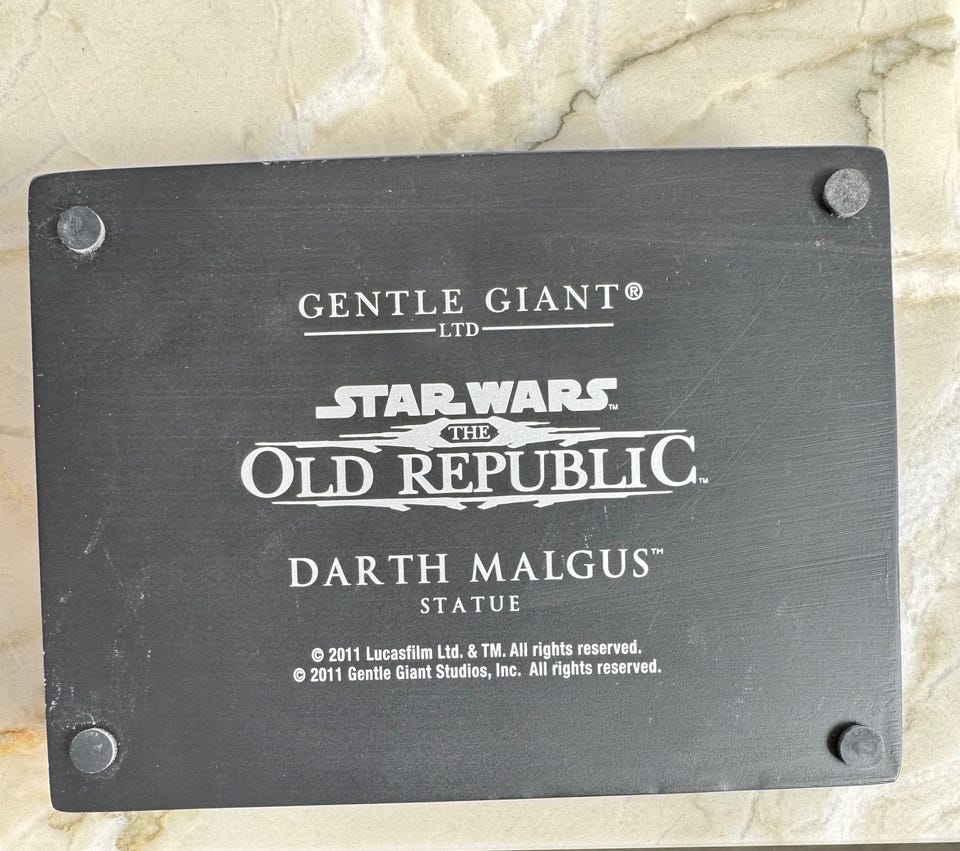 GENTLE GIANT®
LTD
STAR WARS™
THE
OLD REPUBLIC™
DARTH MALGUS™
STATUE
© 2011 Lucasfilm Ltd. & TM. All rights reserved.
© 2011 Gentle Giant Studios, Inc. All rights reserved.